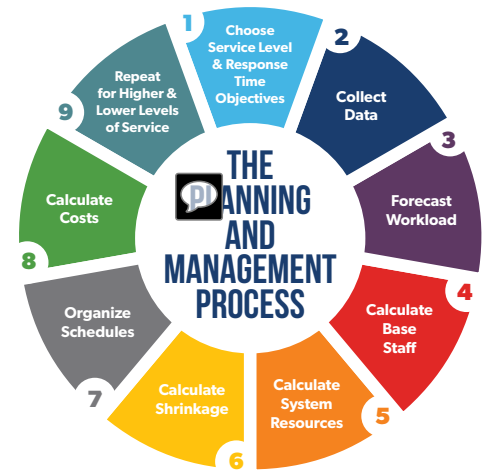 THE
PLANNING
AND
MANAGEMENT
PROCESS
1
Choose
Service Level
& Response
Time
Objectives
2
Collect
Data
3
Forecast
Workload
4
Calculate
Base
Staff
5
Calculate
System
Resources
6
Calculate
Shrinkage
7
Organize
Schedules
8
Calculate
Costs
9
Repeat
for Higher &
Lower Levels
of Service